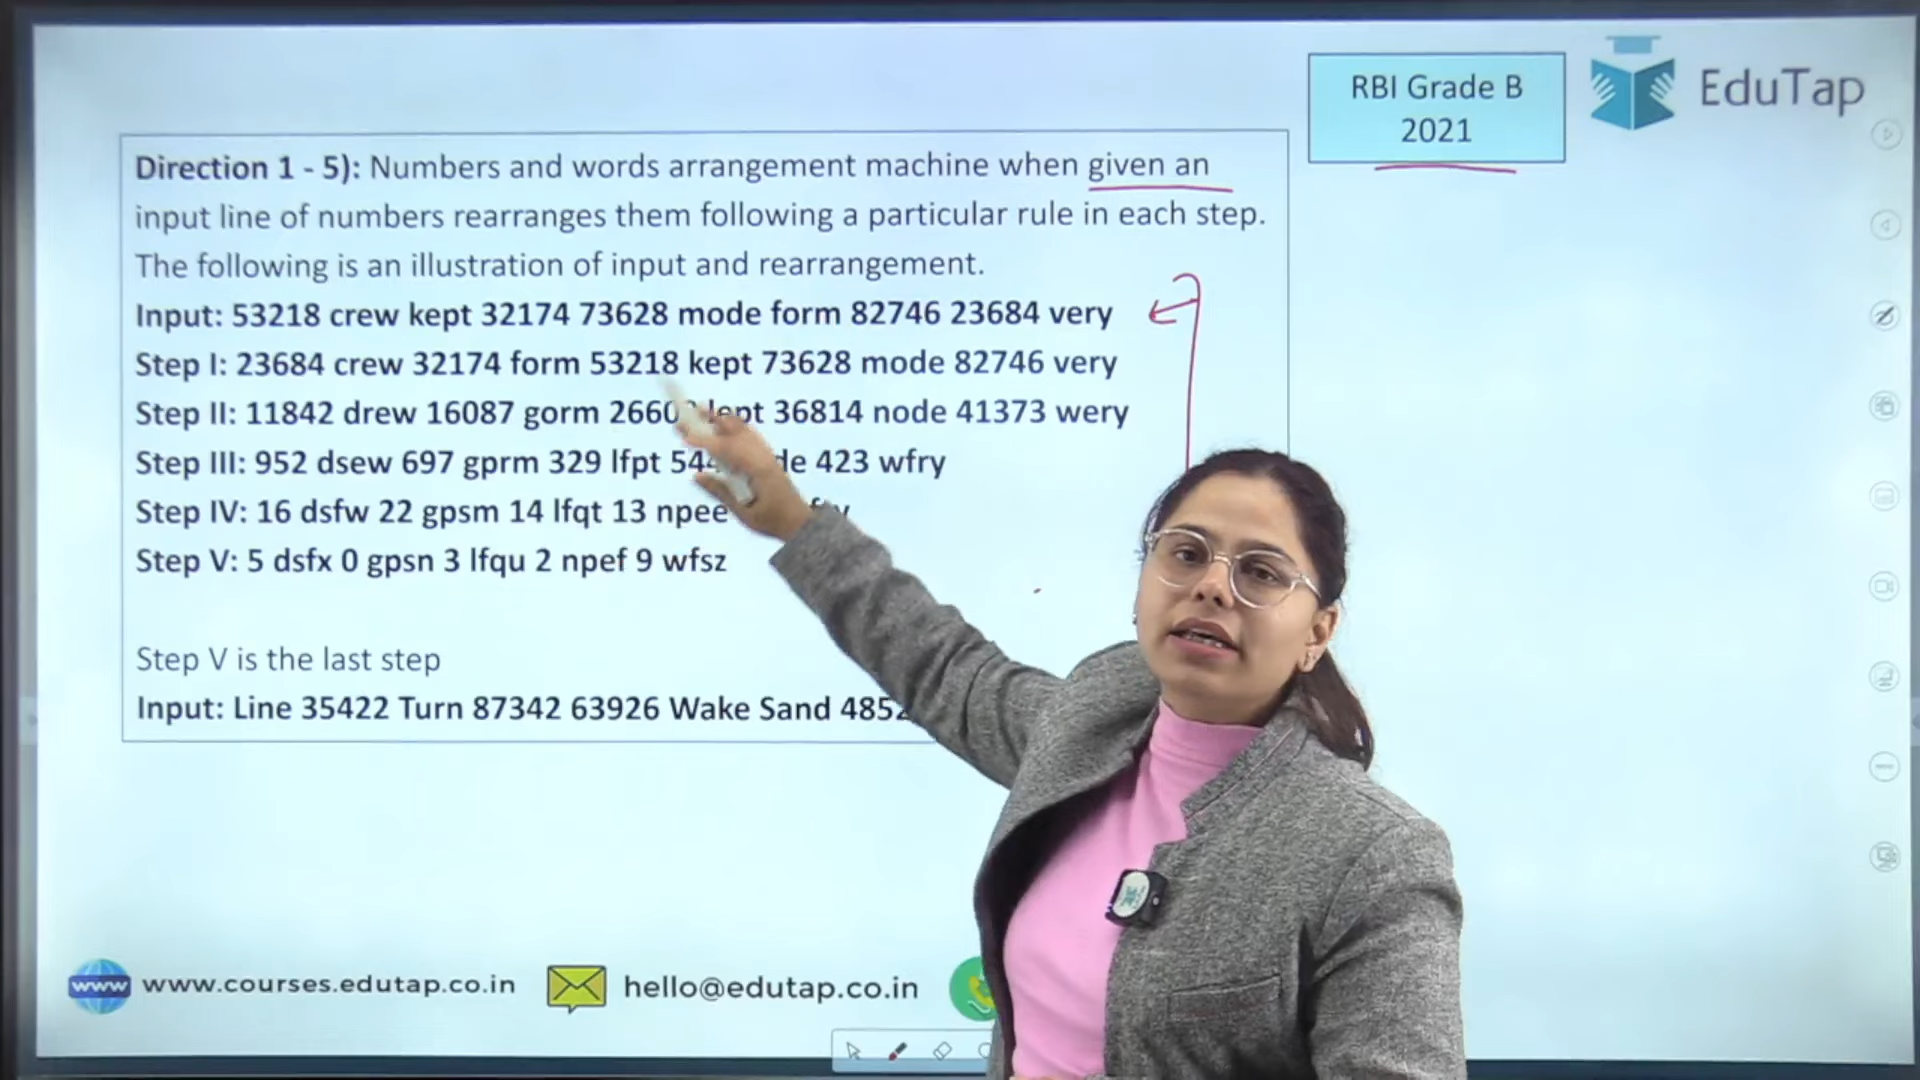 RBI Grade B
2021
EduTap
Direction 1 - 5): Numbers and words arrangement machine when given an
input line of numbers rearranges them following a particular rule in each step.
The following is an illustration of input and rearrangement.
Input: 53218 crew kept 32174 73628 mode form 82746 23684 very
Step I: 23684 crew 32174 form 53218 kept 73628 mode 82746 very
Step II: 11842 drew 16087 gorm lept 36814 node 41373 wery
Step III: 952 dsew 697 gprm 329 lfpt 423 wfry
Step IV: 16 dsfw 22 gpsm 14 lfqt 13 npee
Step V: 5 dsfx 0 gpsn 3 lfqu 2 npef 9 wfsz
Step V is the last step
Input: Line 35422 Turn 87342 63926 Wake Sand
www www.courses.edutap.co.in hello@edutap.co.in